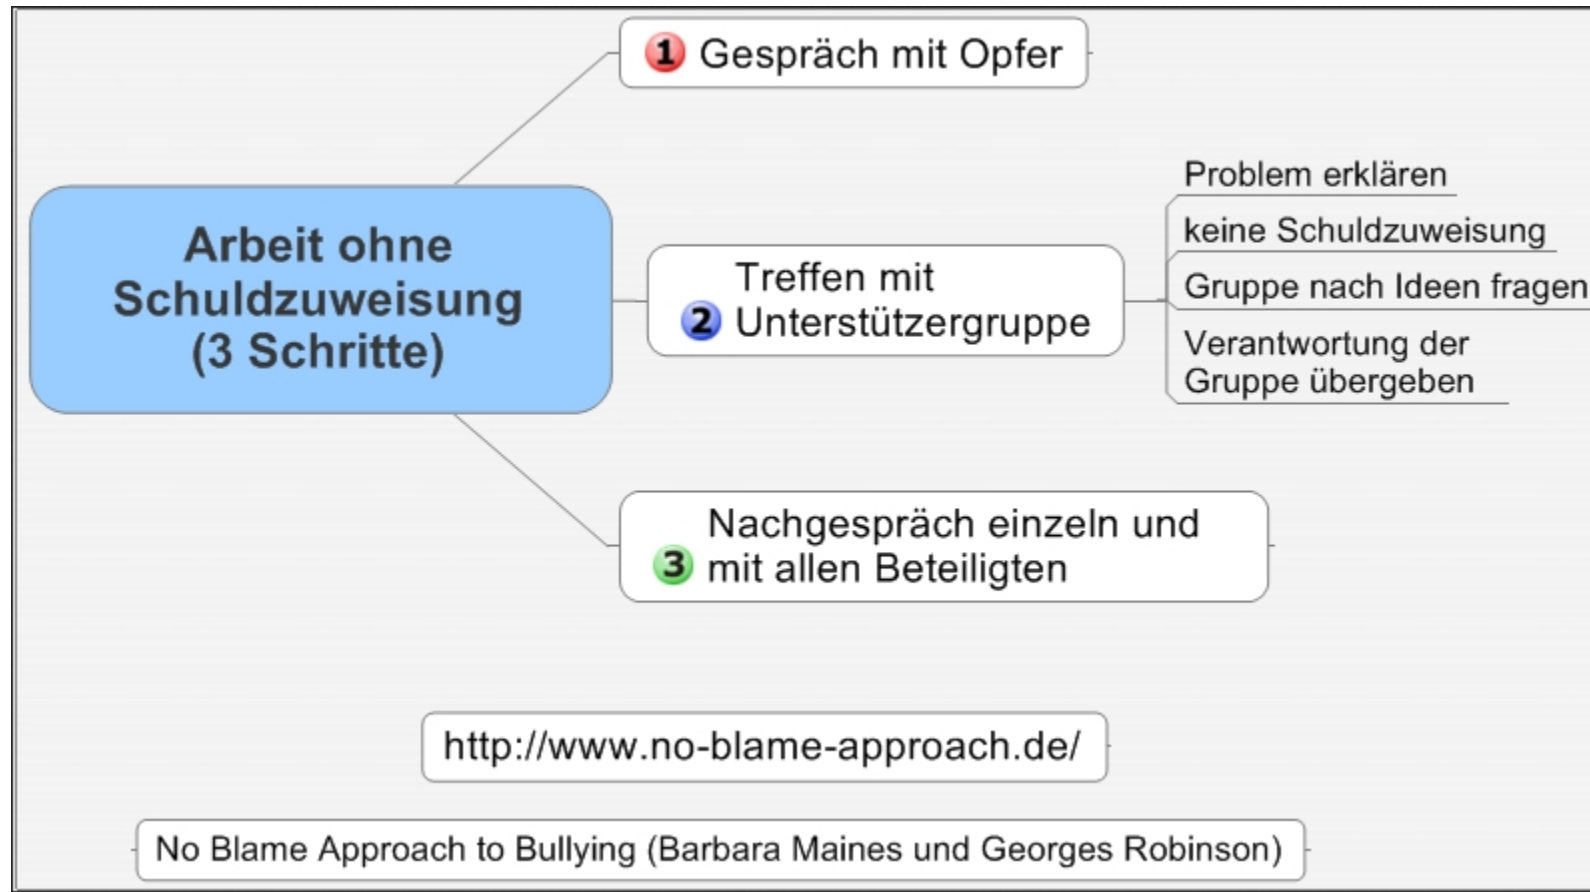 1 Gespräch mit Opfer
Arbeit ohne
Schuldzuweisung
(3 Schritte)
Treffen mit
2 Unterstützergruppe
Problem erklären
keine Schuldzuweisung
Gruppe nach Ideen fragen
Verantwortung der
Gruppe übergeben
Nachgespräch einzeln und
3 mit allen Beteiligten
http://www.no-blame-approach.de/
No Blame Approach to Bullying (Barbara Maines und Georges Robinson)